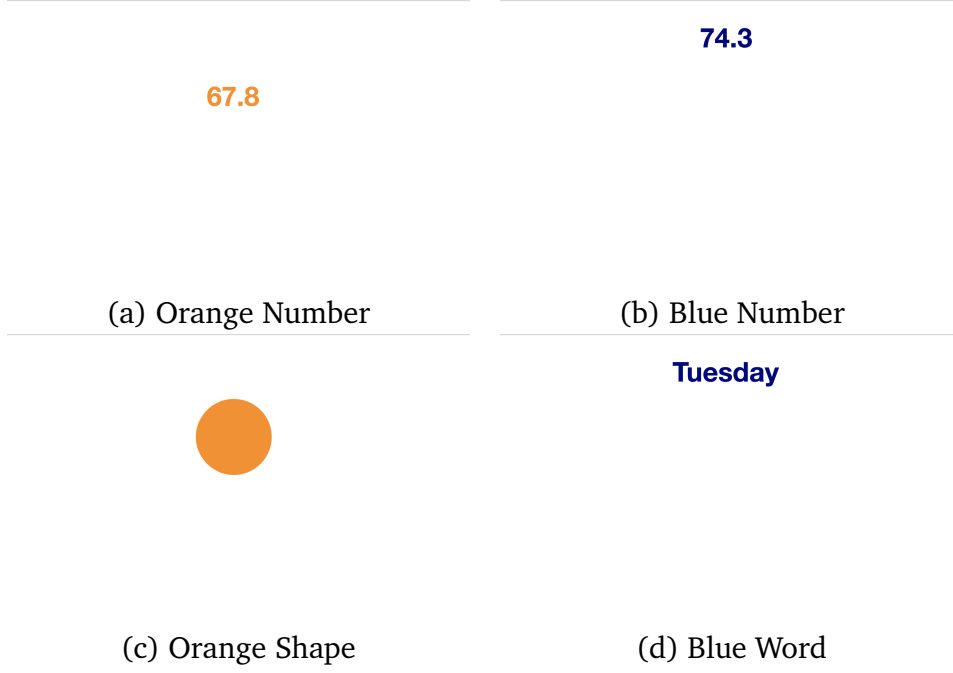 67.8
74.3
(a) Orange Number
(b) Blue Number
Tuesday
(c) Orange Shape
(d) Blue Word